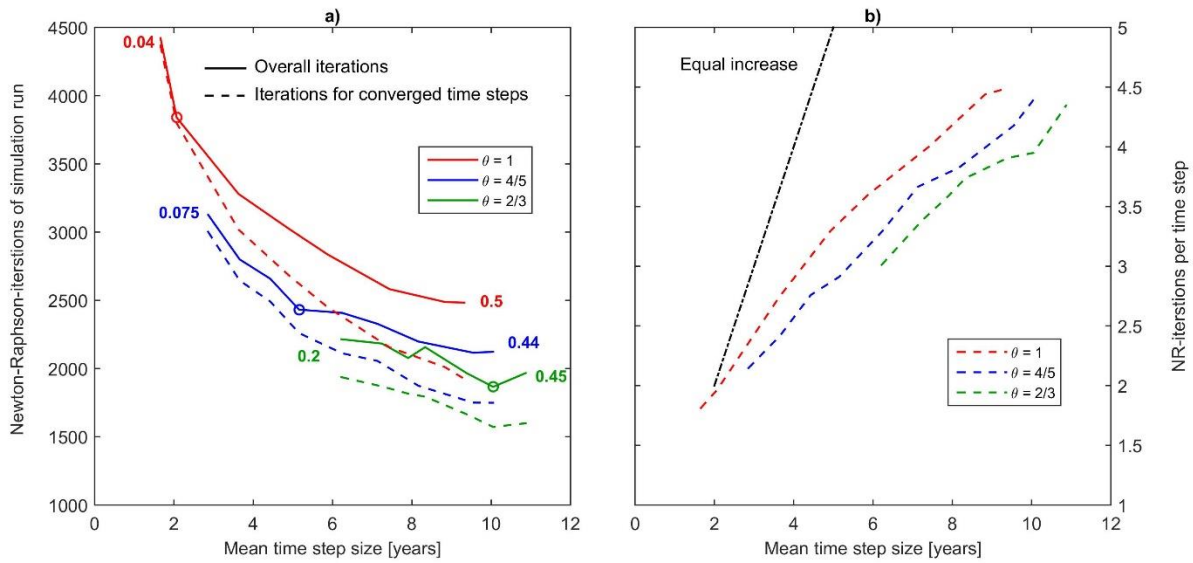 a)
4500
4000
3500
3000
2500
2000
1500
1000
Newton-Raphson-iterstions of simulation run
0.04
Overall iterations
Iterations for converged time steps
θ = 1
θ = 4/5
θ = 2/3
0.075
0.5
0.44
0.2
0.45
0 2 4 6 8 10 12
Mean time step size [years]
b)
Equal increase
5
4.5
4
3.5
3
2.5
2
1.5
1
NR-iterstions per time step
θ = 1
θ = 4/5
θ = 2/3
0 2 4 6 8 10 12
Mean time step size [years]